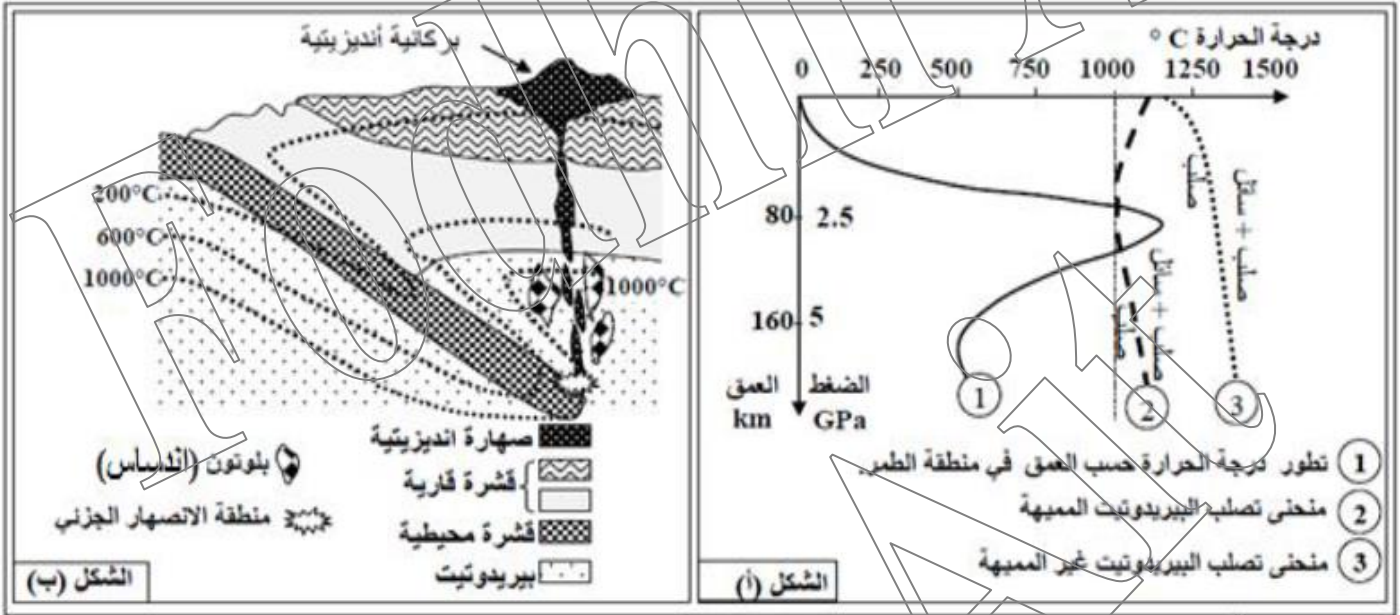 درجة الحرارة C °
0 250 500 750 1000 1250 1500
80 2.5
160 5
العمق
km
الضغط
GPa
صلب
صلب + سائل
صلب
صلب + سائل
1
2
3
1 تطور درجة الحرارة حسب العمق في منطقة الطمر
2 منحنى تصلب البيريدوتيت المميهة
3 منحنى تصلب البيريدوتيت غير المميهة
الشكل (أ)
بركانية أنديزيتية
200°C
600°C
1000°C
1000°C
صهارة انديزيتية
قشرة قارية
قشرة محيطية
بيريدوتيت
بلوتون (اندساس)
منطقة الانصهار الجزئي
الشكل (ب)